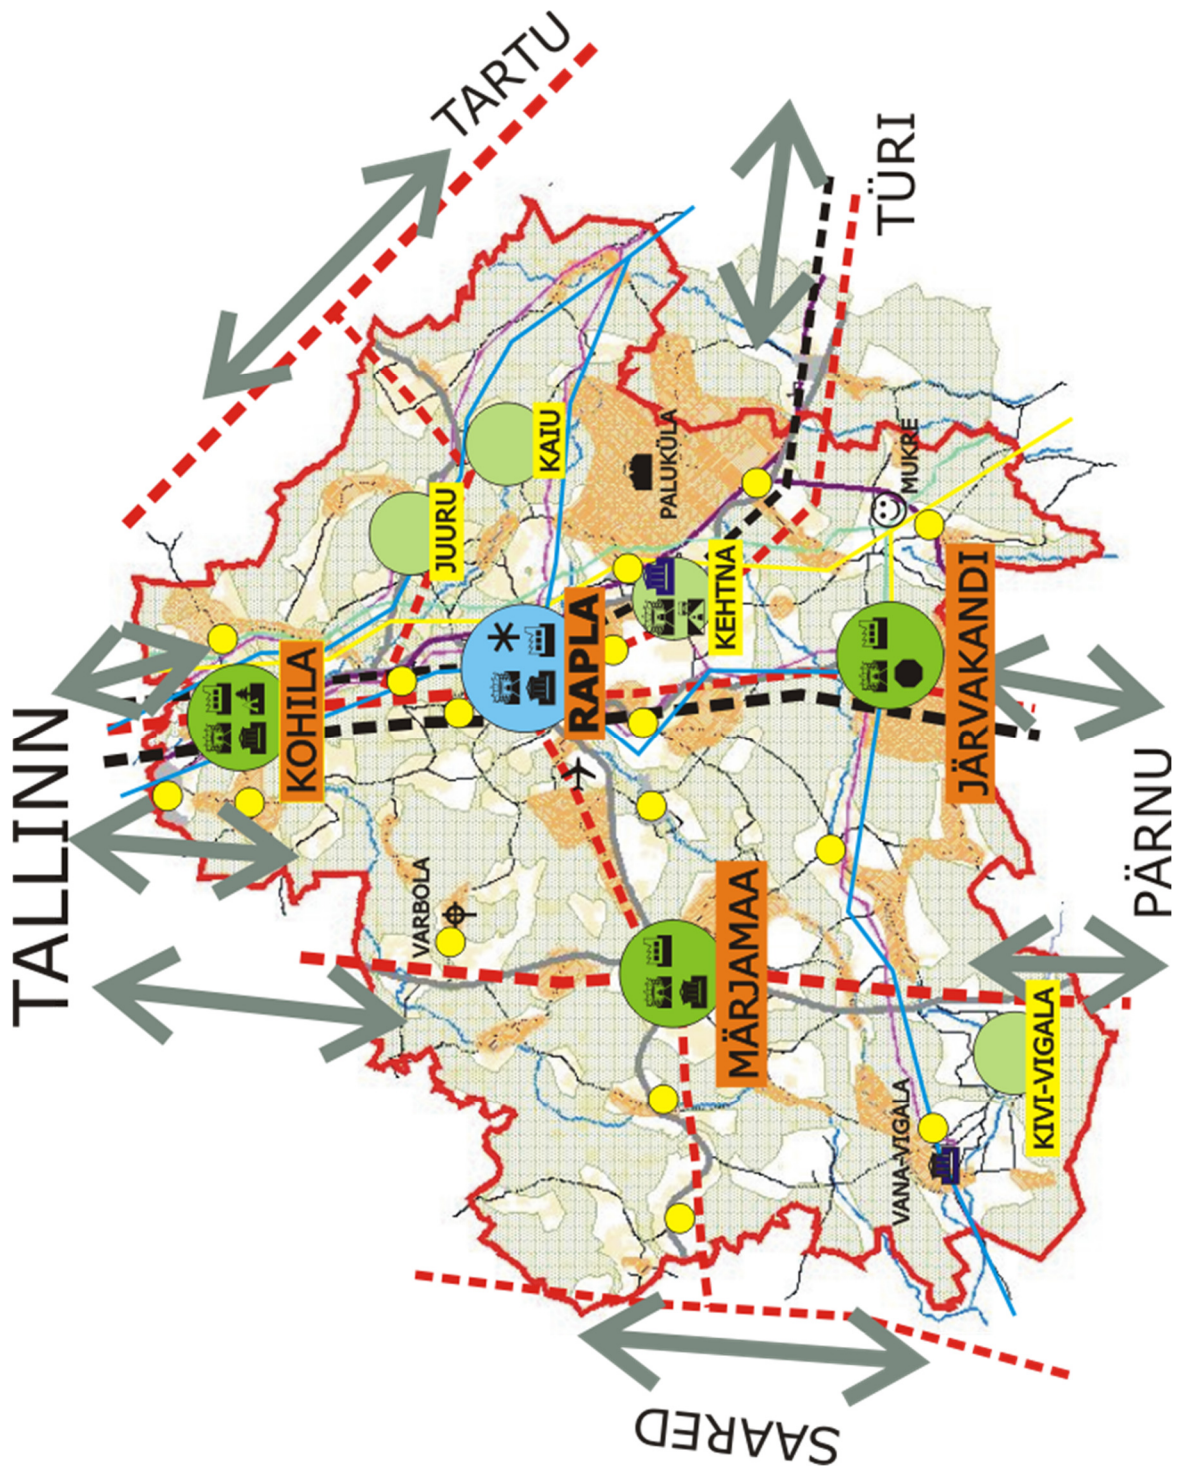 TALLINN
TARTU
TÜRI
PÄRNU
SAARED
KOHILA
JUURU
KAIU
RAPLA
PALUKÜLA
KEHTNA
MUKRE
JÄRVAKANDI
VARBOLA
MÄRJAMAA
VANA-VIGALA
KIVI-VIGALA